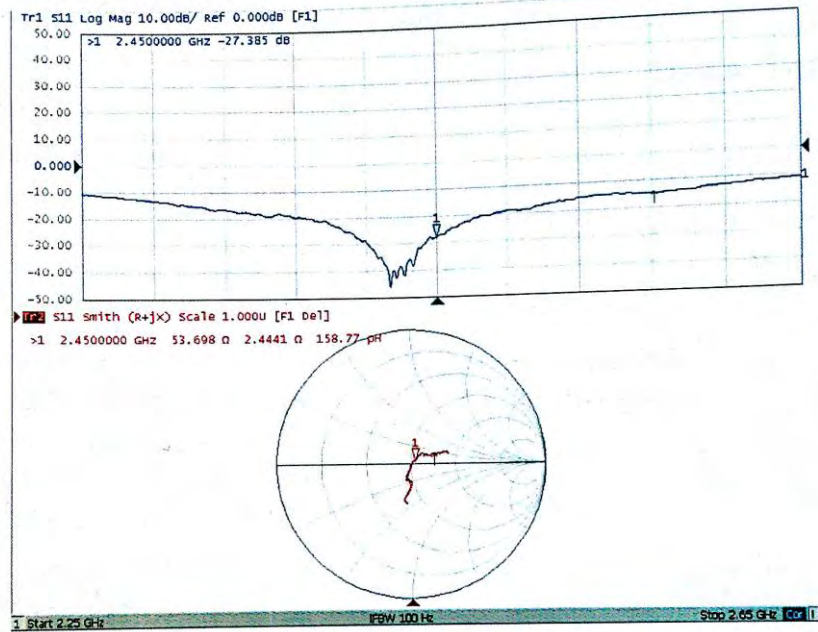 Tr1 S11 Log Mag 10.00dB/ Ref 0.000dB [F1]
50.00
>1 2.4500000 GHz -27.385 dB
40.00
30.00
20.00
10.00
0.000
-10.00
1
-20.00
1
-30.00
-40.00
-50.00
Tr2 S11 Smith (R+jX) Scale 1.000U [F1 Del]
>1 2.4500000 GHz 53.698 Ω 2.4441 Ω 158.77 pH
1
1 Start 2.25 GHz IFBW 100 Hz Stop 2.65 GHz Cor